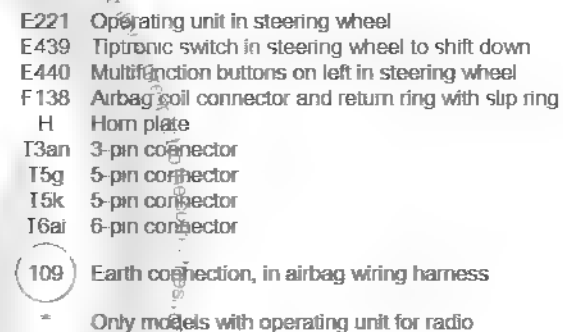 E221 Operating unit in steering wheel
E439 Tiptronic switch in steering wheel to shift down
E440 Multifunction buttons on left in steering wheel
F138 Airbag coil connector and return ring with slip ring
H Horn plate
T3an 3-pin connector
T5g 5-pin connector
T5k 5-pin connector
T6ai 6-pin connector
109 Earth connection, in airbag wiring harness
* Only models with operating unit for radio